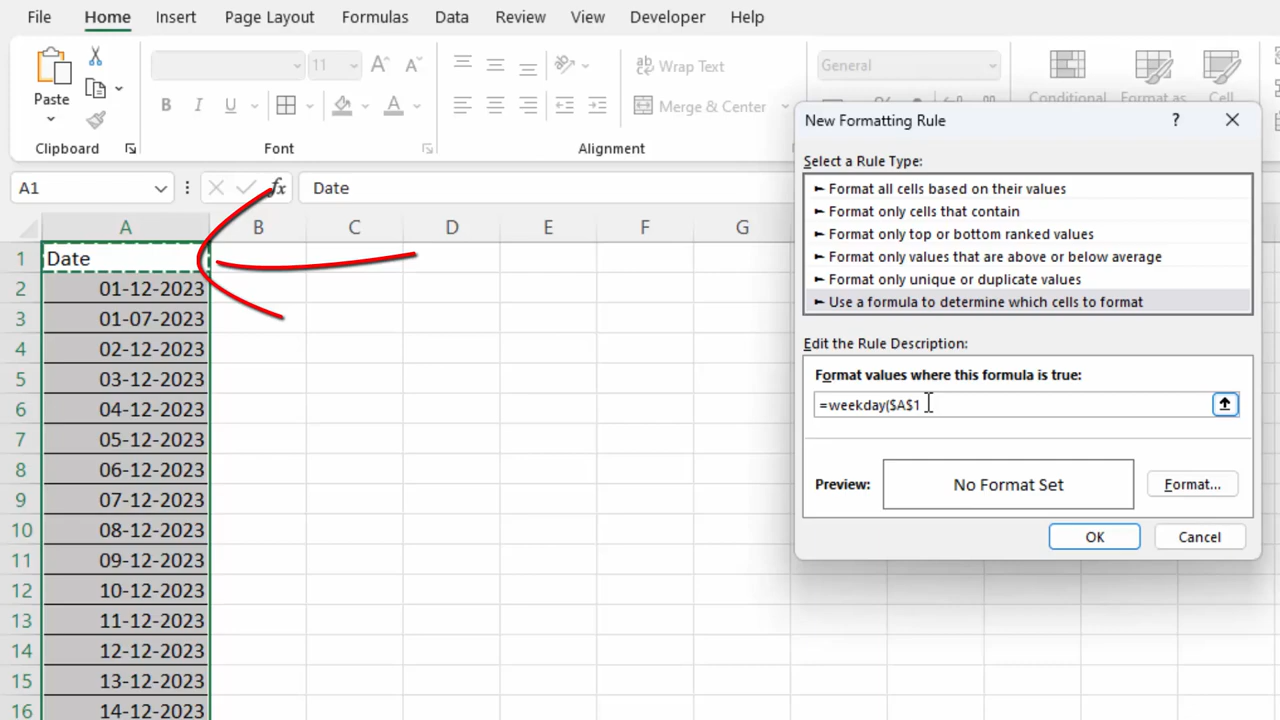 File Home Insert Page Layout Formulas Data Review View Developer Help
Paste
11 A A
Wrap Text
General
B I U A
Merge & Center
Conditional Format as Cell
Clipboard Font Alignment
A1 fx Date
A B C D E F G
1 Date
2 01-12-2023
3 01-07-2023
4 02-12-2023
5 03-12-2023
6 04-12-2023
7 05-12-2023
8 06-12-2023
9 07-12-2023
10 08-12-2023
11 09-12-2023
12 10-12-2023
13 11-12-2023
14 12-12-2023
15 13-12-2023
16 14-12-2023
New Formatting Rule ?
Select a Rule Type:
► Format all cells based on their values
► Format only cells that contain
► Format only top or bottom ranked values
► Format only values that are above or below average
► Format only unique or duplicate values
► Use a formula to determine which cells to format
Edit the Rule Description:
Format values where this formula is true:
=weekday($A$1
Preview: No Format Set Format...
OK Cancel